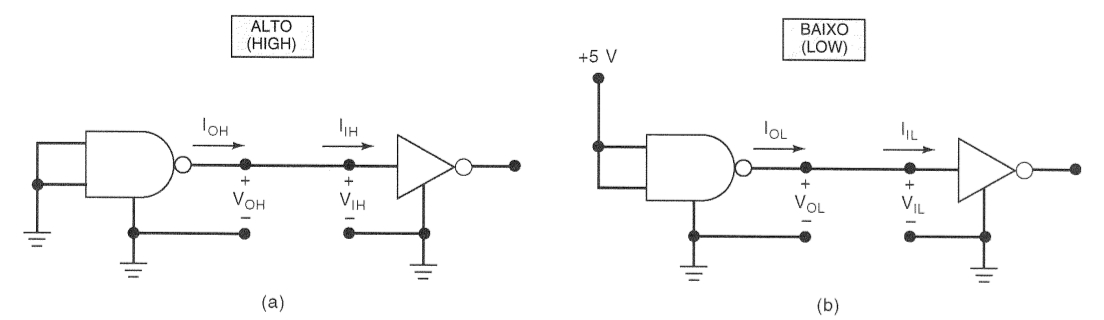 ALTO
(HIGH)
I_OH
I_IH
+
V_OH
−
+
V_IH
−
(a)
BAIXO
(LOW)
+5 V
I_OL
I_IL
+
V_OL
−
+
V_IL
−
(b)